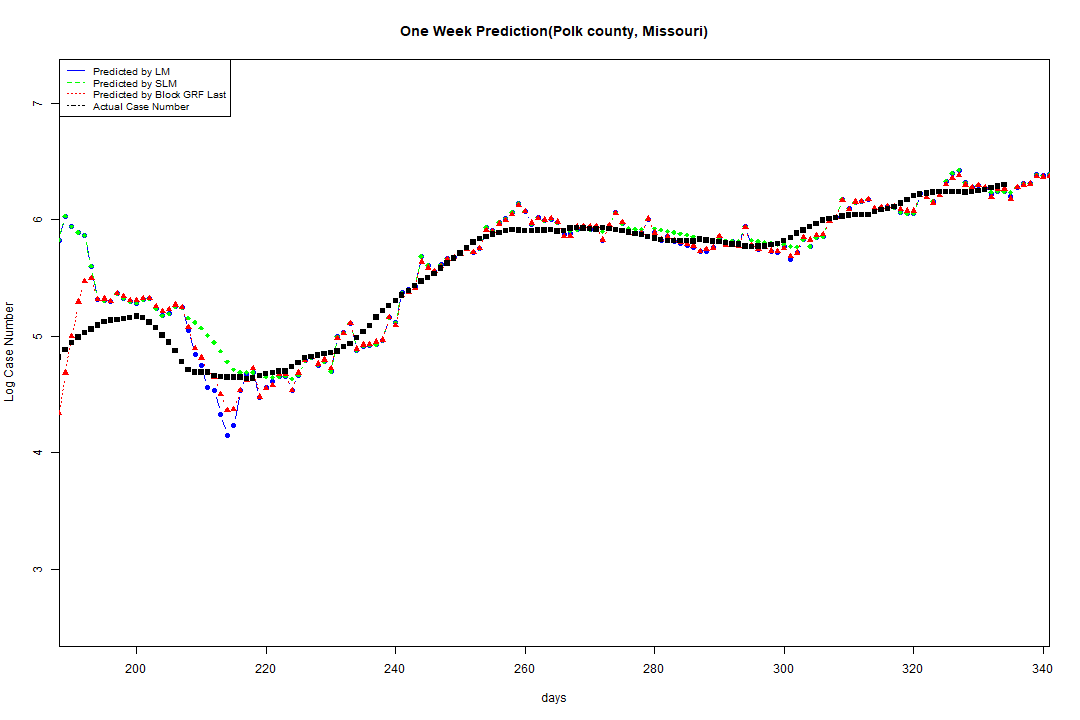 One Week Prediction(Polk county, Missouri)
Predicted by LM
Predicted by SLM
Predicted by Block GRF Last
Actual Case Number
7
6
5
4
3
Log Case Number
200 220 240 260 280 300 320 340
days